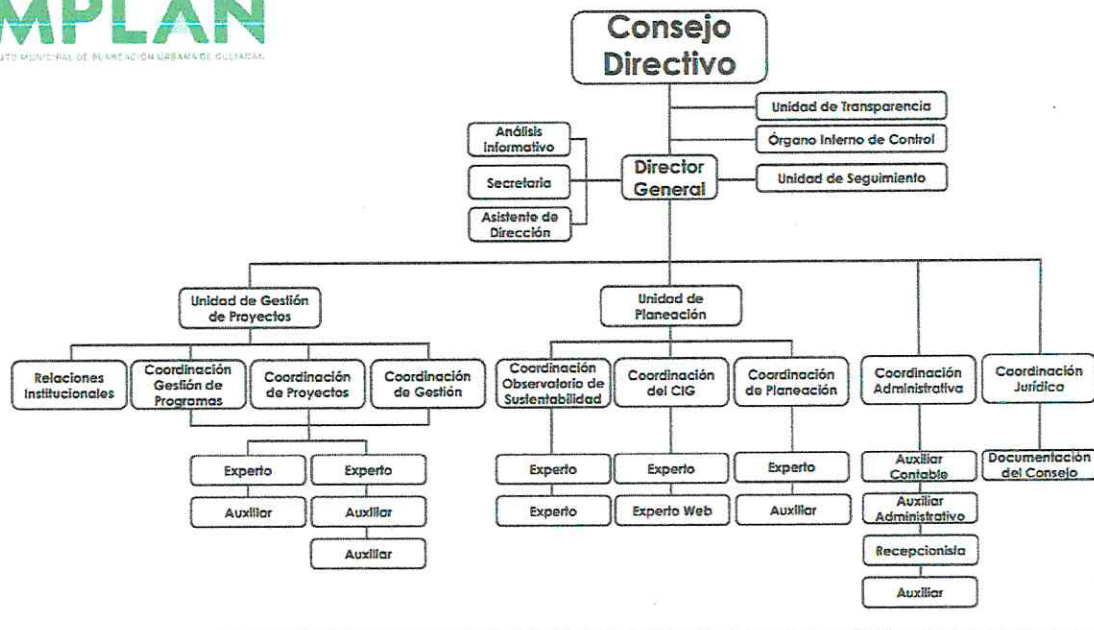 MPLAN
Consejo
Directivo
Unidad de Transparencia
Órgano Interno de Control
Análisis
Informativo
Director
General
Secretaria
Unidad de Seguimiento
Asistente de
Dirección
Unidad de Gestión
de Proyectos
Unidad de
Planeación
Relaciones
Institucionales
Coordinación
Gestión de
Programas
Coordinación
de Proyectos
Coordinación
de Gestión
Coordinación
Observatorio de
Sustentabilidad
Coordinación
del CIG
Coordinación
de Planeación
Coordinación
Administrativa
Coordinación
Jurídica
Experto
Experto
Experto
Experto
Experto
Auxiliar
Contable
Documentación
del Consejo
Auxiliar
Auxiliar
Experto
Experto Web
Auxiliar
Auxiliar
Administrativo
Auxiliar
Recepcionista
Auxiliar